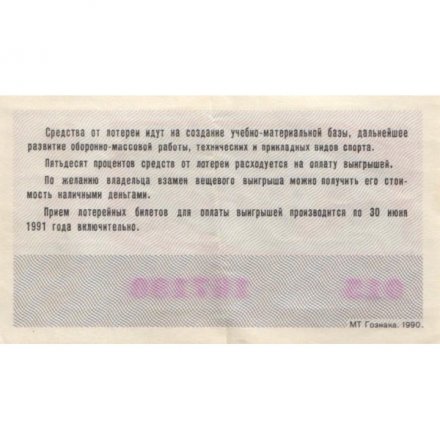 Средства от лотереи идут на создание учебно-материальной базы, дальнейшее
развитие оборонно-массовой работы, технических и прикладных видов спорта.
Пятьдесят процентов средств от лотереи расходуется на оплату выигрышей.
По желанию владельца взамен вещевого выигрыша можно получить его стои-
мость наличными деньгами.
Прием лотерейных билетов для оплаты выигрышей производится по 30 июня
1991 года включительно.
МТ Гознака. 1990.